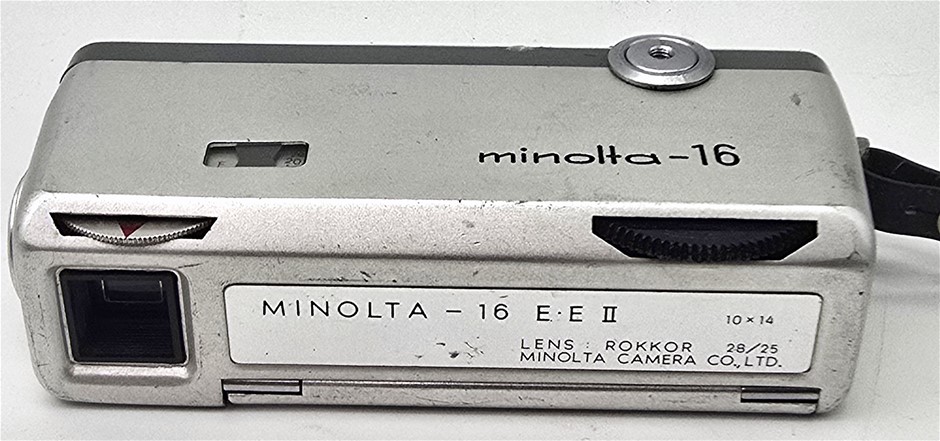 minolta-16
MINOLTA - 16 E·E II 10×14
LENS : ROKKOR 28/25
MINOLTA CAMERA CO., LTD.